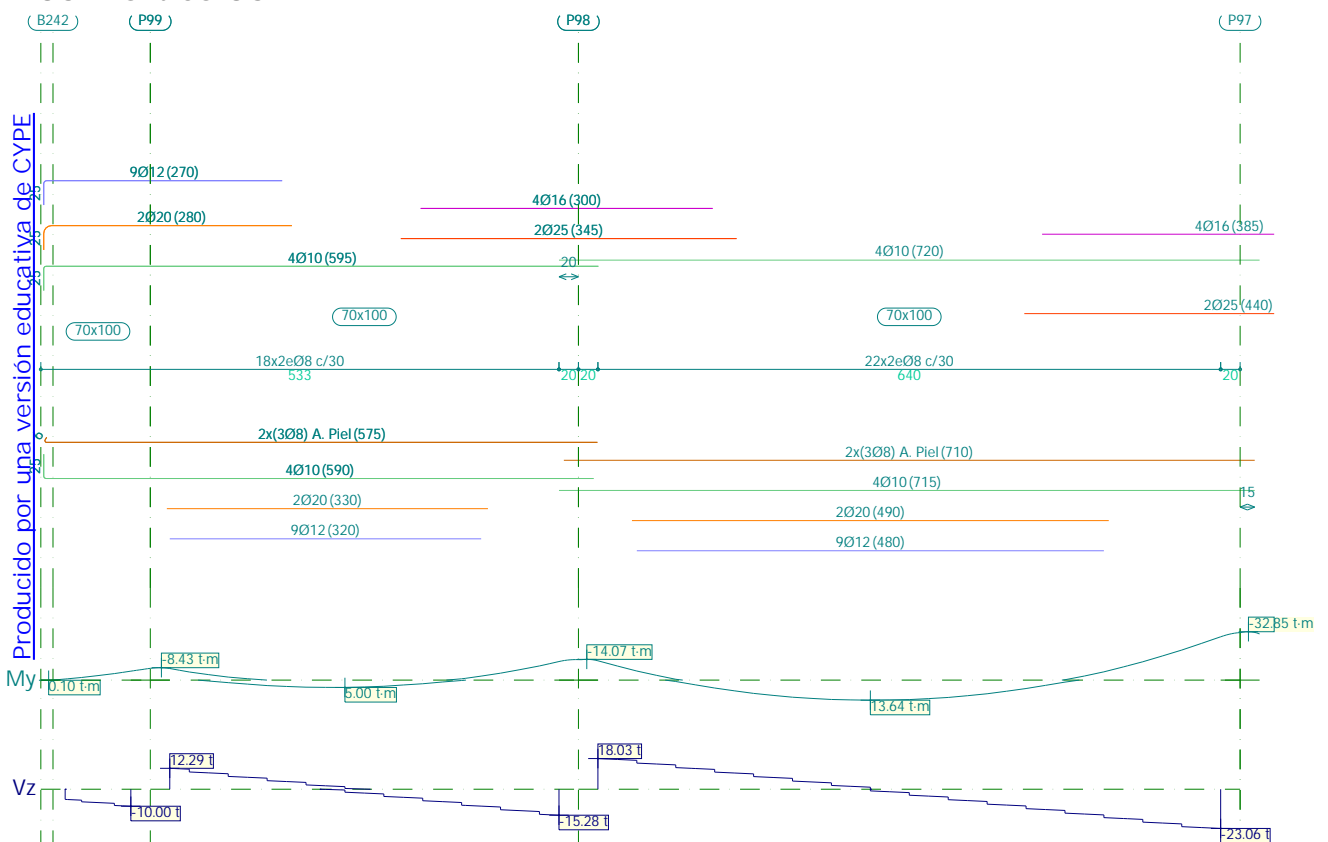 B242
P99
P98
P97
Producido por una versión educativa de CYPE
9Ø12 (270)
25
4Ø16 (300)
2Ø20 (280)
25
2Ø25 (345)
4Ø16 (385)
4Ø10 (595)
25
20
4Ø10 (720)
2Ø25 (440)
70x100
70x100
70x100
18x2eØ8 c/30
533
20
20
22x2eØ8 c/30
640
20
2x(3Ø8) A. Piel (575)
2x(3Ø8) A. Piel (710)
25
4Ø10 (590)
4Ø10 (715)
15
2Ø20 (330)
2Ø20 (490)
9Ø12 (320)
9Ø12 (480)
-32.85 t·m
-8.43 t·m
-14.07 t·m
My
0.10 t·m
5.00 t·m
13.64 t·m
12.29 t
18.03 t
Vz
-10.00 t
-15.28 t
-23.06 t